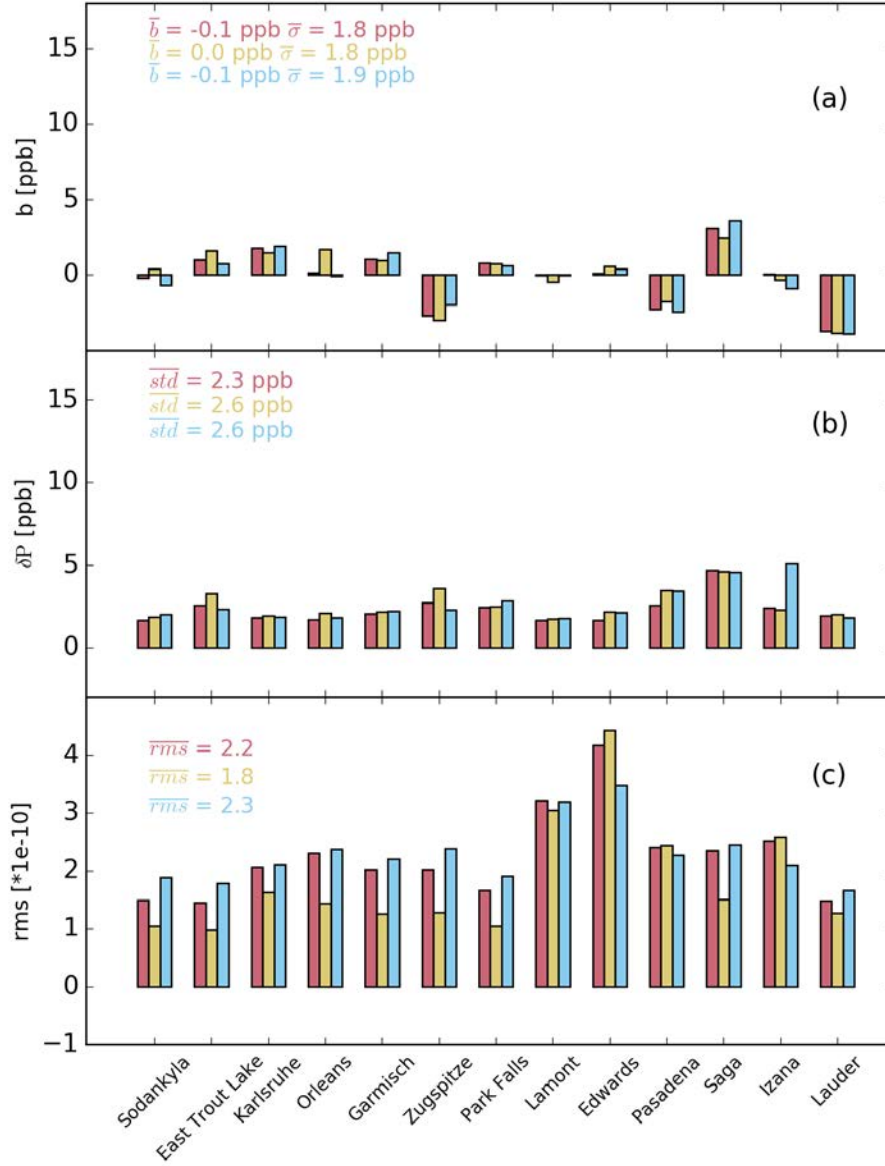 b̅ = -0.1 ppb σ̅ = 1.8 ppb
b̅ = 0.0 ppb σ̅ = 1.8 ppb
b̅ = -0.1 ppb σ̅ = 1.9 ppb
(a)
15
10
5
0
b [ppb]
std = 2.3 ppb
std = 2.6 ppb
std = 2.6 ppb
(b)
15
10
5
0
δP [ppb]
rms = 2.2
rms = 1.8
rms = 2.3
(c)
4
3
2
1
0
−1
rms [*1e-10]
Sodankyla
East Trout Lake
Karlsruhe
Orleans
Garmisch
Zugspitze
Park Falls
Lamont
Edwards
Pasadena
Saga
Izana
Lauder